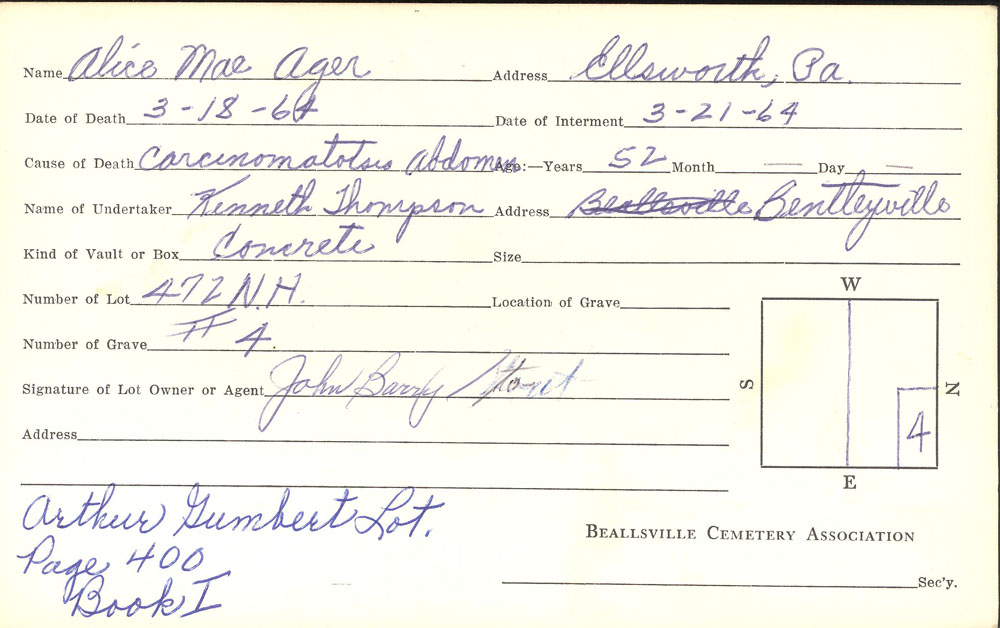 Name Alice Mae Ager Address Ellsworth, Pa.
Date of Death 3-18-64 Date of Interment 3-21-64
Cause of Death Carcinomatotsis Abdomen Age:—Years 52 Month — Day —
Name of Undertaker Kenneth Thompson Address Beallsville Bentleyville
Kind of Vault or Box Concrete Size
Number of Lot 472 N.H. Location of Grave
Number of Grave # 4.
Signature of Lot Owner or Agent John Barry
Address
W
S
N
4
E
Arthur Gumbert Lot.
Page 400
Book I
BEALLSVILLE CEMETERY ASSOCIATION
Sec'y.